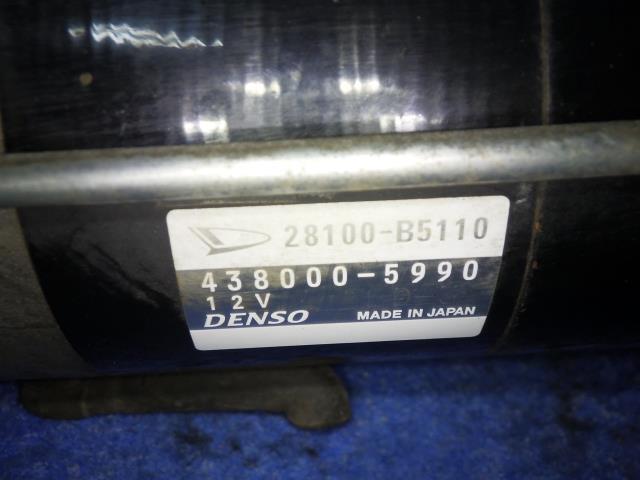 28100-B5110
438000-5990
12V
DENSO MADE IN JAPAN